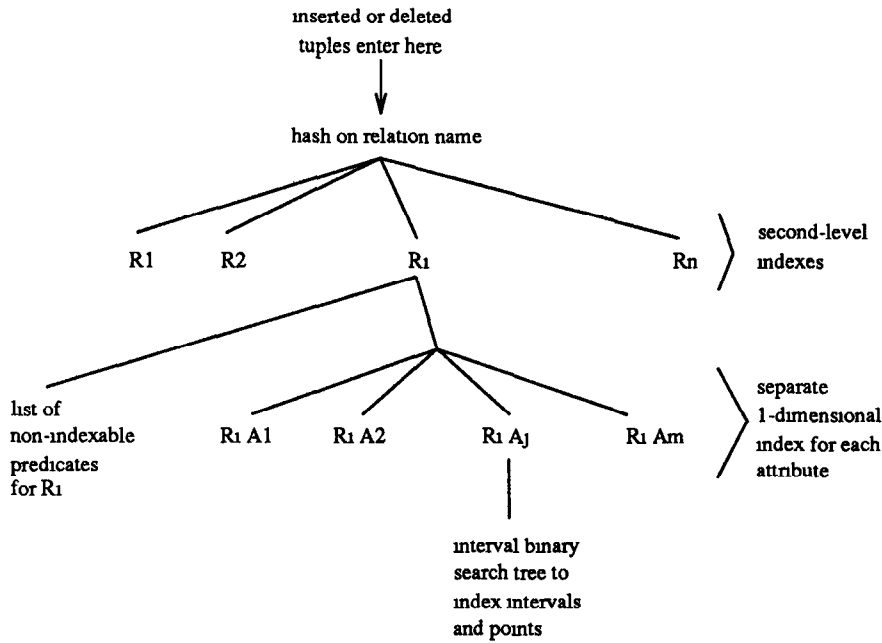 inserted or deleted
tuples enter here
hash on relation name
R1
R2
Ri
Rn
second-level
indexes
list of
non-indexable
predicates
for Ri
Ri A1
Ri A2
Ri Aj
Ri Am
separate
1-dimensional
index for each
attribute
interval binary
search tree to
index intervals
and points